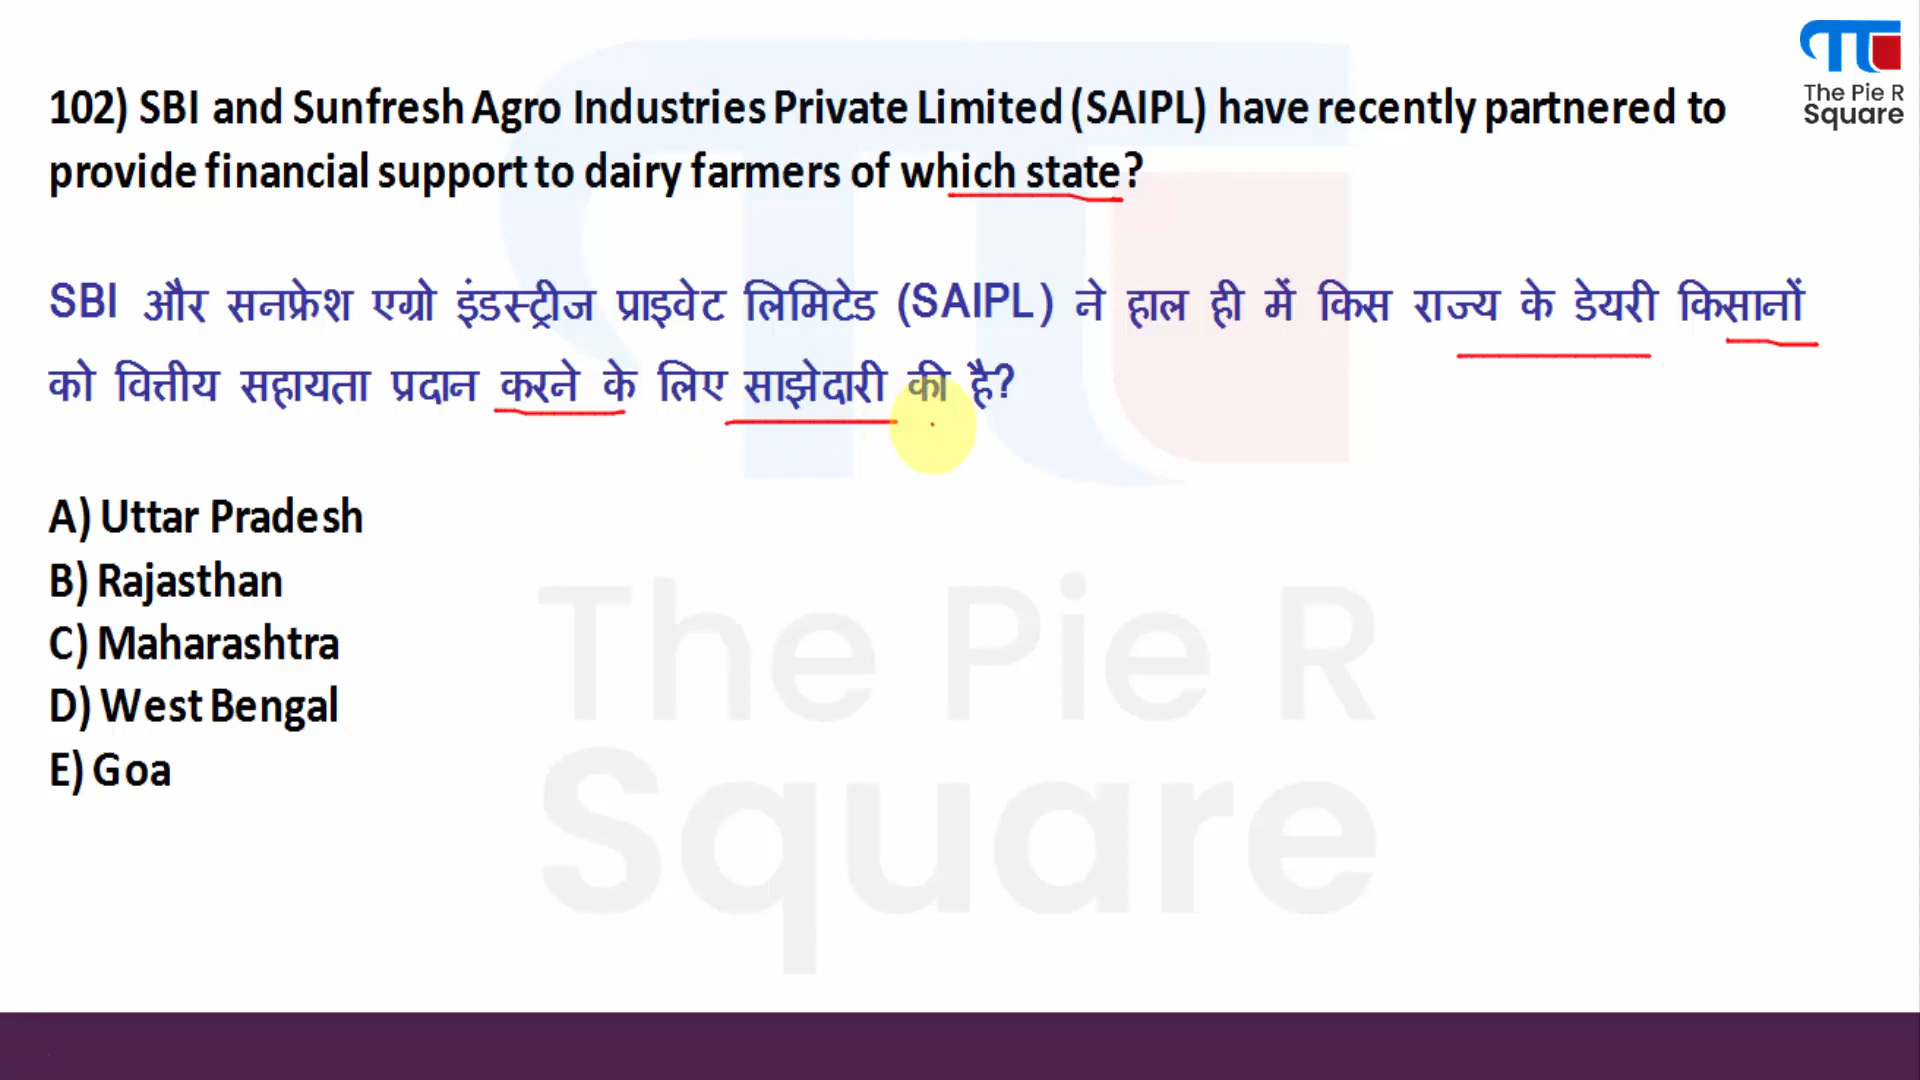 The Pie R
Square
102) SBI and Sunfresh Agro Industries Private Limited (SAIPL) have recently partnered to
provide financial support to dairy farmers of which state?
SBI और सनफ्रेश एग्रो इंडस्ट्रीज प्राइवेट लिमिटेड (SAIPL) ने हाल ही में किस राज्य के डेयरी किसानों
को वित्तीय सहायता प्रदान करने के लिए साझेदारी की है?
A) Uttar Pradesh
B) Rajasthan
C) Maharashtra
D) West Bengal
E) Goa
The Pie R
Square